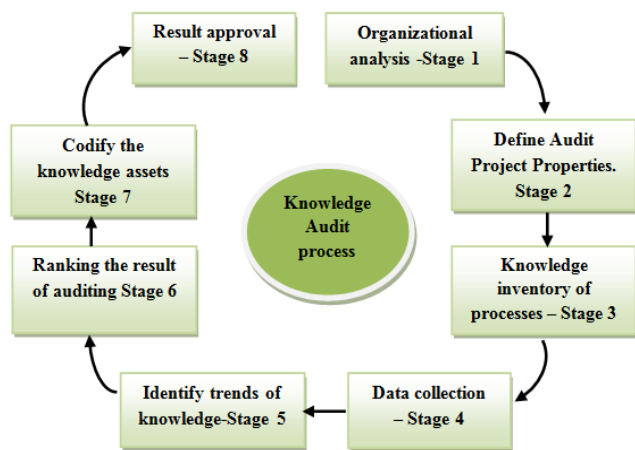 Organizational
analysis -Stage 1
Define Audit
Project Properties.
Stage 2
Knowledge
inventory of
processes – Stage 3
Data collection
– Stage 4
Identify trends of
knowledge-Stage 5
Ranking the result
of auditing Stage 6
Codify the
knowledge assets
Stage 7
Result approval
– Stage 8
Knowledge
Audit
process